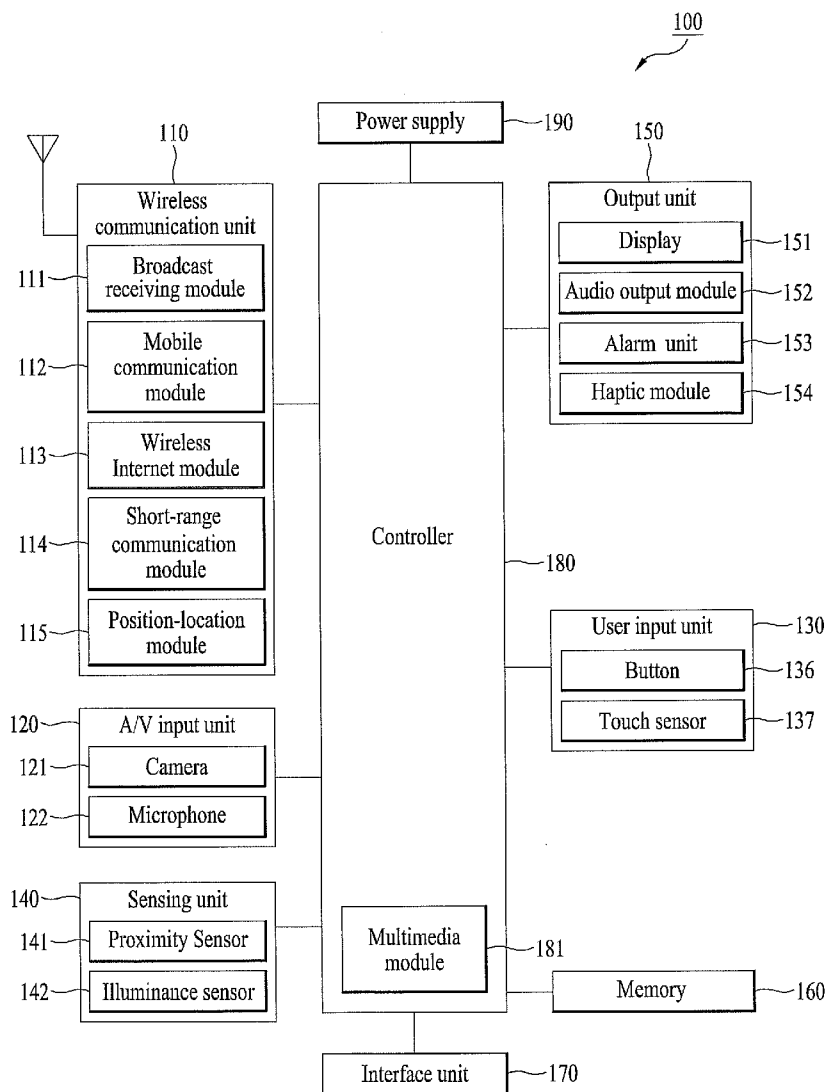 100
Power supply
190
110
Wireless
communication unit
111
Broadcast
receiving module
112
Mobile
communication
module
113
Wireless
Internet module
114
Short-range
communication
module
115
Position-location
module
120
A/V input unit
121
Camera
122
Microphone
140
Sensing unit
141
Proximity Sensor
142
Illuminance sensor
Controller
180
Multimedia
module
181
150
Output unit
Display
151
Audio output module
152
Alarm unit
153
Haptic module
154
User input unit
130
Button
136
Touch sensor
137
Memory
160
Interface unit
170